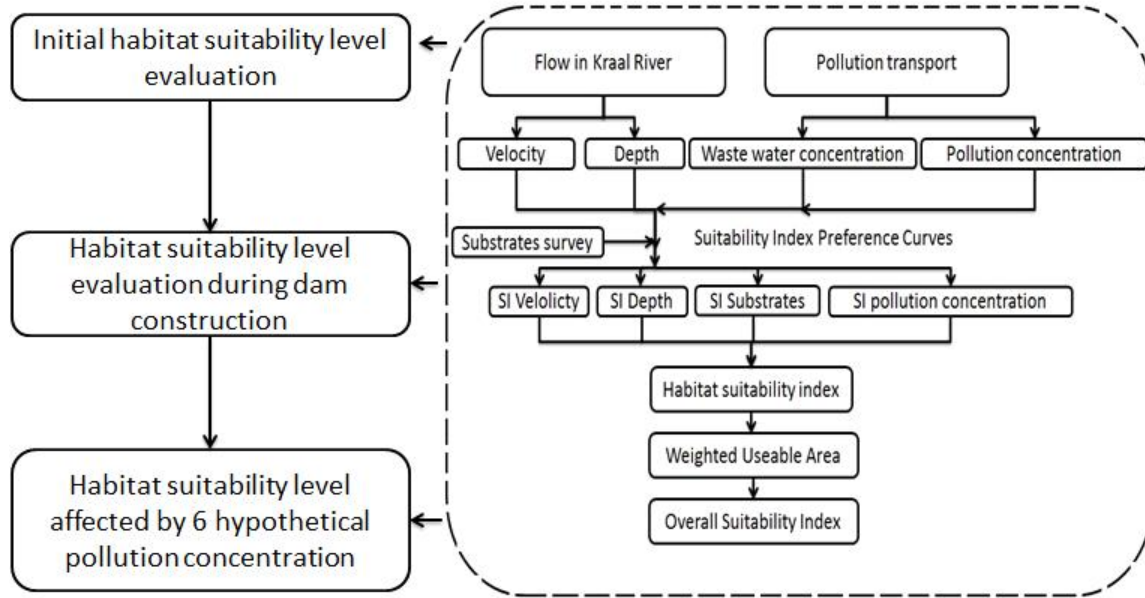 Initial habitat suitability level
evaluation
Habitat suitability level
evaluation during dam
construction
Habitat suitability level
affected by 6 hypothetical
pollution concentration
Flow in Kraal River
Pollution transport
Velocity
Depth
Waste water concentration
Pollution concentration
Substrates survey
Suitability Index Preference Curves
SI Velolicty
SI Depth
SI Substrates
SI pollution concentration
Habitat suitability index
Weighted Useable Area
Overall Suitability Index